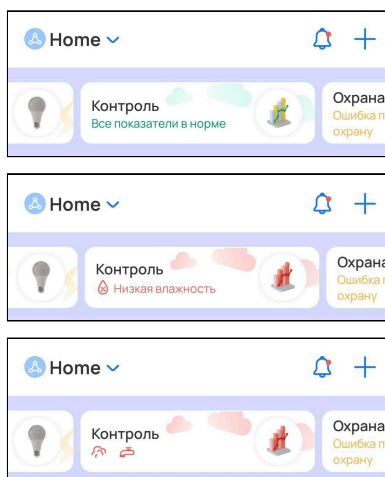 Home
Контроль
Все показатели в норме
Охрана
Ошибка п
охрану
Home
Контроль
Низкая влажность
Охрана
Ошибка п
охрану
Home
Контроль
Охрана
Ошибка п
охрану